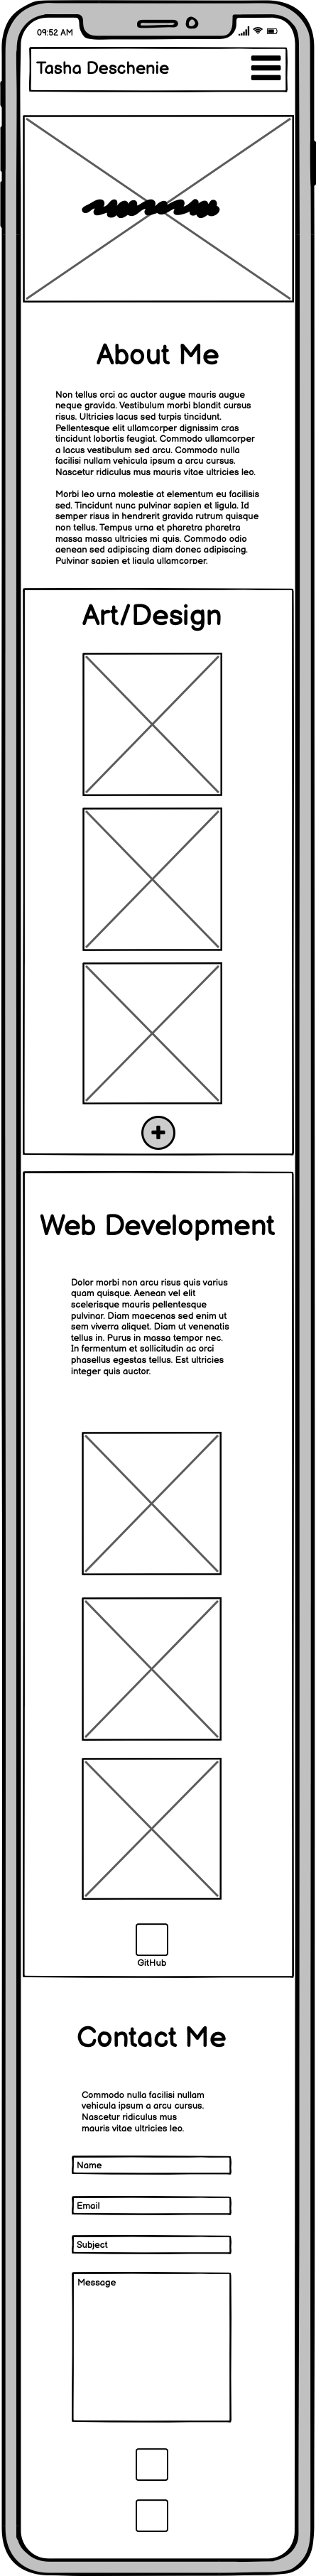 09:52 AM
Tasha Deschenie
About Me
Non tellus orci ac auctor augue mauris augue
neque gravida. Vestibulum morbi blandit cursus
risus. Ultricies lacus sed turpis tincidunt.
Pellentesque elit ullamcorper dignissim cras
tincidunt lobortis feugiat. Commodo ullamcorper
a lacus vestibulum sed arcu. Commodo nulla
facilisi nullam vehicula ipsum a arcu cursus.
Nascetur ridiculus mus mauris vitae ultricies leo.
Morbi leo urna molestie at elementum eu facilisis
sed. Tincidunt nunc pulvinar sapien et ligula. Id
semper risus in hendrerit gravida rutrum quisque
non tellus. Tempus urna et pharetra pharetra
massa massa ultricies mi quis. Commodo odio
aenean sed adipiscing diam donec adipiscing.
Pulvinar sapien et ligula ullamcorper.
Art/Design
Web Development
Dolor morbi non arcu risus quis varius
quam quisque. Aenean vel elit
scelerisque mauris pellentesque
pulvinar. Diam maecenas sed enim ut
sem viverra aliquet. Diam ut venenatis
tellus in. Purus in massa tempor nec.
In fermentum et sollicitudin ac orci
phasellus egestas tellus. Est ultricies
integer quis auctor.
GitHub
Contact Me
Commodo nulla facilisi nullam
vehicula ipsum a arcu cursus.
Nascetur ridiculus mus
mauris vitae ultricies leo.
Name
Email
Subject
Message